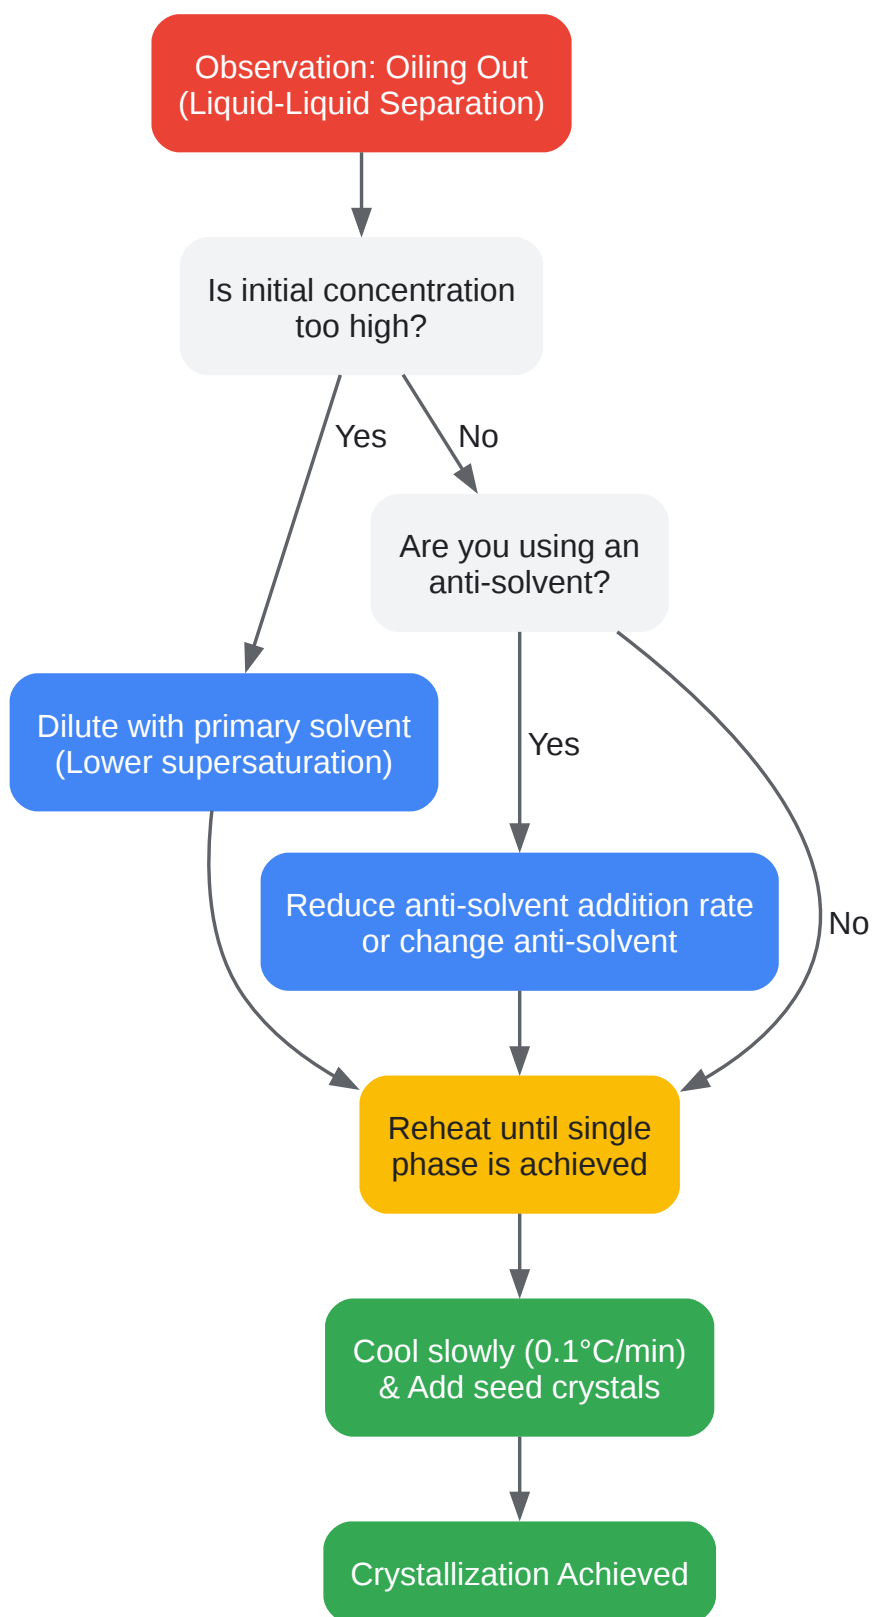 Observation: Oiling Out
(Liquid-Liquid Separation)
Is initial concentration
too high?
Yes
No
Are you using an
anti-solvent?
Dilute with primary solvent
(Lower supersaturation)
Yes
Reduce anti-solvent addition rate
or change anti-solvent
No
Reheat until single
phase is achieved
Cool slowly (0.1°C/min)
& Add seed crystals
Crystallization Achieved